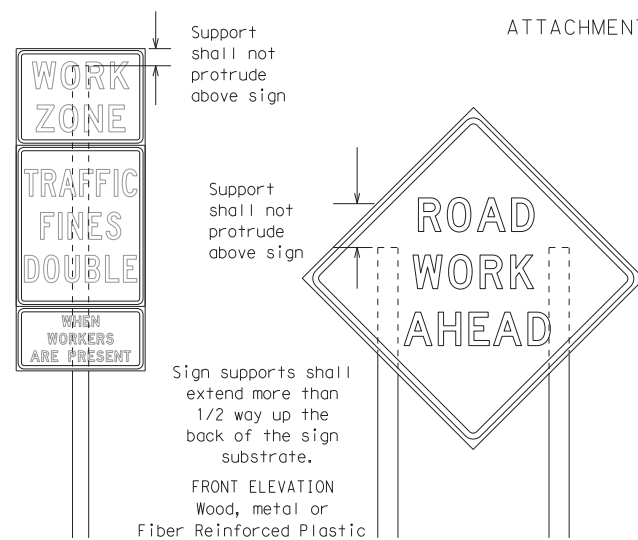 ATTACHMENT
Support
shall not
protrude
above sign
WORK
ZONE
TRAFFIC
FINES
DOUBLE
WHEN
WORKERS
ARE PRESENT
Support
shall not
protrude
above sign
ROAD
WORK
AHEAD
Sign supports shall
extend more than
1/2 way up the
back of the sign
substrate.
FRONT ELEVATION
Wood, metal or
Fiber Reinforced Plastic